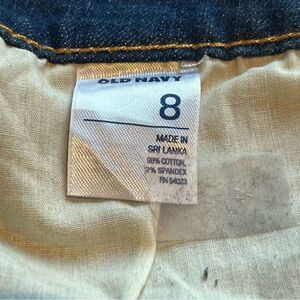 OLD NAVY
8
MADE IN
SRI LANKA
98% COTTON,
2% SPANDEX
RN 54023